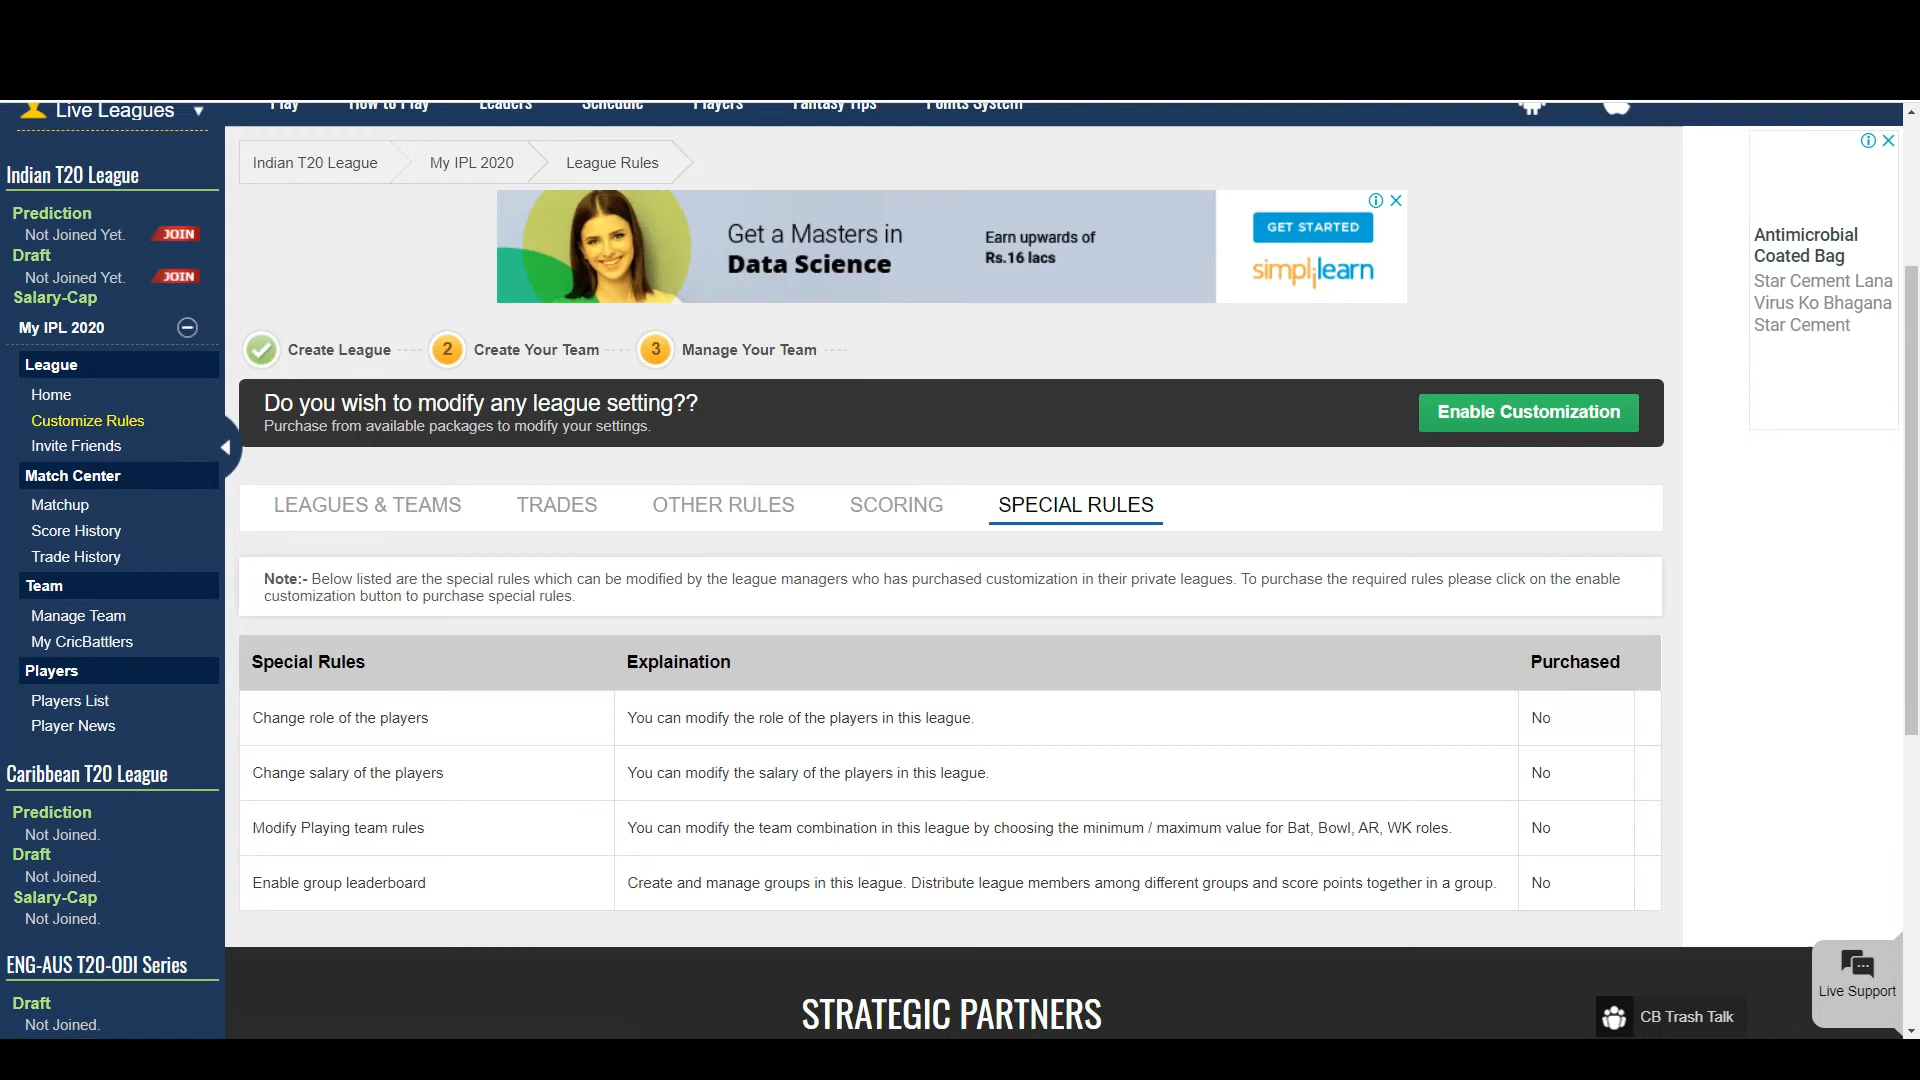 Live Leagues
Play How to Play Leaders Schedule Players Fantasy Tips Points System
Indian T20 League
Prediction
Not Joined Yet. JOIN
Draft
Not Joined Yet. JOIN
Salary-Cap
My IPL 2020
League
Home
Customize Rules
Invite Friends
Match Center
Matchup
Score History
Trade History
Team
Manage Team
My CricBattlers
Players
Players List
Player News
Caribbean T20 League
Prediction
Not Joined.
Draft
Not Joined.
Salary-Cap
Not Joined.
ENG-AUS T20-ODI Series
Draft
Not Joined.
Indian T20 League My IPL 2020 League Rules
Get a Masters in
Data Science
Earn upwards of
Rs.16 lacs
GET STARTED
simplilearn
Create League 2 Create Your Team 3 Manage Your Team
Do you wish to modify any league setting??
Purchase from available packages to modify your settings.
Enable Customization
LEAGUES & TEAMS TRADES OTHER RULES SCORING SPECIAL RULES
Note:- Below listed are the special rules which can be modified by the league managers who has purchased customization in their private leagues. To purchase the required rules please click on the enable
customization button to purchase special rules.
Special Rules Explaination Purchased
Change role of the players You can modify the role of the players in this league. No
Change salary of the players You can modify the salary of the players in this league. No
Modify Playing team rules You can modify the team combination in this league by choosing the minimum / maximum value for Bat, Bowl, AR, WK roles. No
Enable group leaderboard Create and manage groups in this league. Distribute league members among different groups and score points together in a group. No
STRATEGIC PARTNERS
Antimicrobial
Coated Bag
Star Cement Lana
Virus Ko Bhagana
Star Cement
Live Support
CB Trash Talk